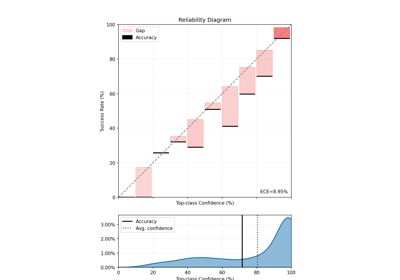 Reliability Diagram
100
80
60
40
20
0
Success Rate (%)
Gap
Accuracy
ECE=8.95%
Top-class Confidence (%)
3.00%
2.00%
1.00%
0.00%
Accuracy
Avg. confidence
0 20 40 60 80 100
Top-class Confidence (%)